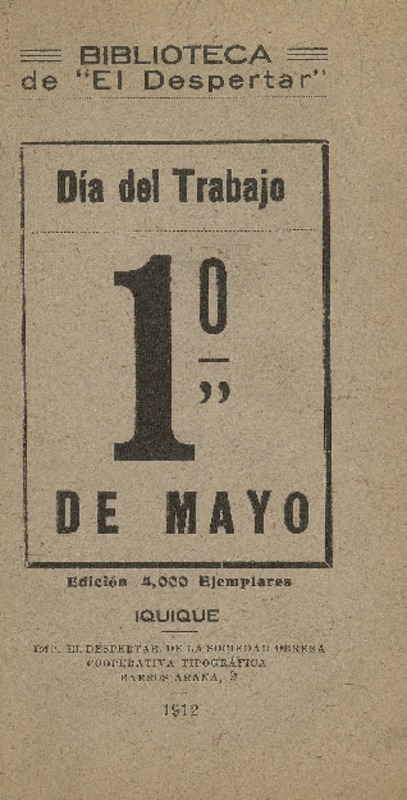 BIBLIOTECA
de "El Despertar"
Día del Trabajo
1º
„
DE MAYO
Edición 4,000 Ejemplares
IQUIQUE
IMP. EL DESPERTAR, DE LA SOCIEDAD OBRERA
COOPERATIVA TIPOGRÁFICA
BARROS ARANA, 9
1912